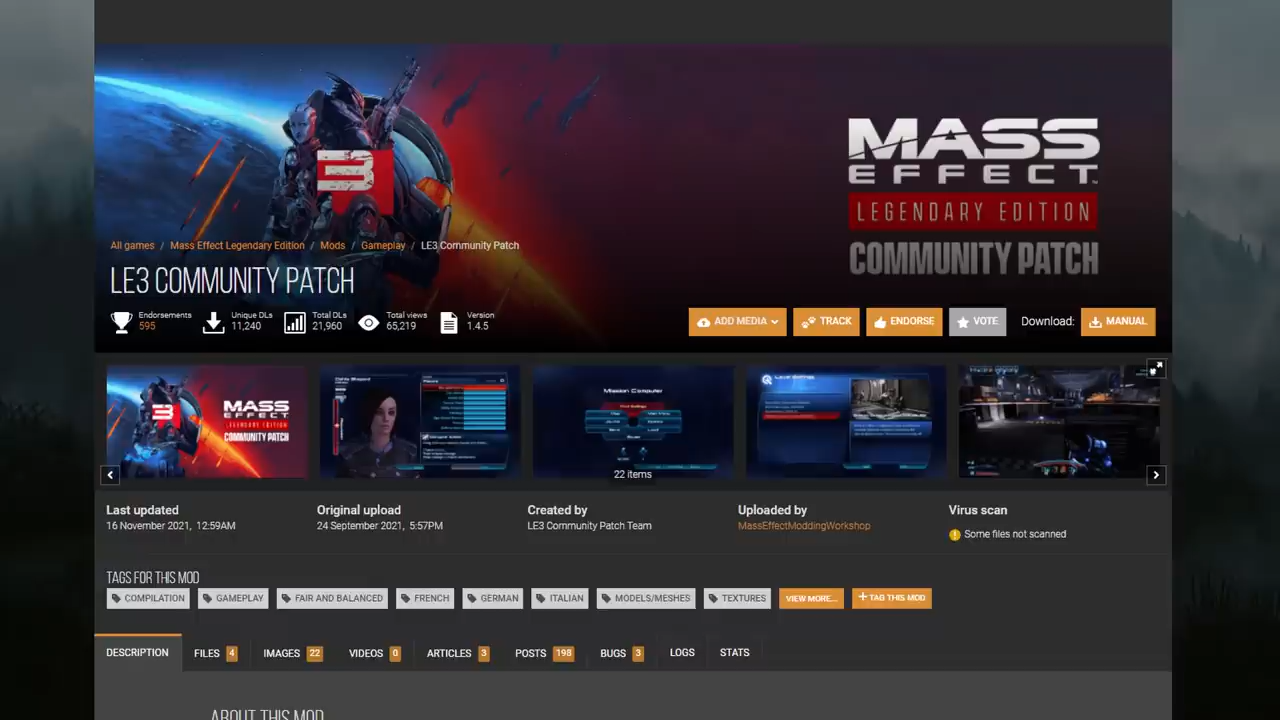 MASS
EFFECT
LEGENDARY EDITION
COMMUNITY PATCH
3
All games / Mass Effect Legendary Edition / Mods / Gameplay / LE3 Community Patch
LE3 COMMUNITY PATCH
Endorsements
595
Unique DLs
11,240
Total DLs
21,960
Total views
65,219
Version
1.4.5
ADD MEDIA
TRACK
ENDORSE
VOTE
Download:
MANUAL
3
MASS
EFFECT
LEGENDARY EDITION
COMMUNITY PATCH
Mission Computer
22 items
Last updated
16 November 2021, 12:59AM
Original upload
24 September 2021, 5:57PM
Created by
LE3 Community Patch Team
Uploaded by
MassEffectModdingWorkshop
Virus scan
Some files not scanned
TAGS FOR THIS MOD
COMPILATION
GAMEPLAY
FAIR AND BALANCED
FRENCH
GERMAN
ITALIAN
MODELS/MESHES
TEXTURES
VIEW MORE...
+ TAG THIS MOD
DESCRIPTION
FILES 4
IMAGES 22
VIDEOS 0
ARTICLES 3
POSTS 198
BUGS 3
LOGS
STATS
ABOUT THIS MOD